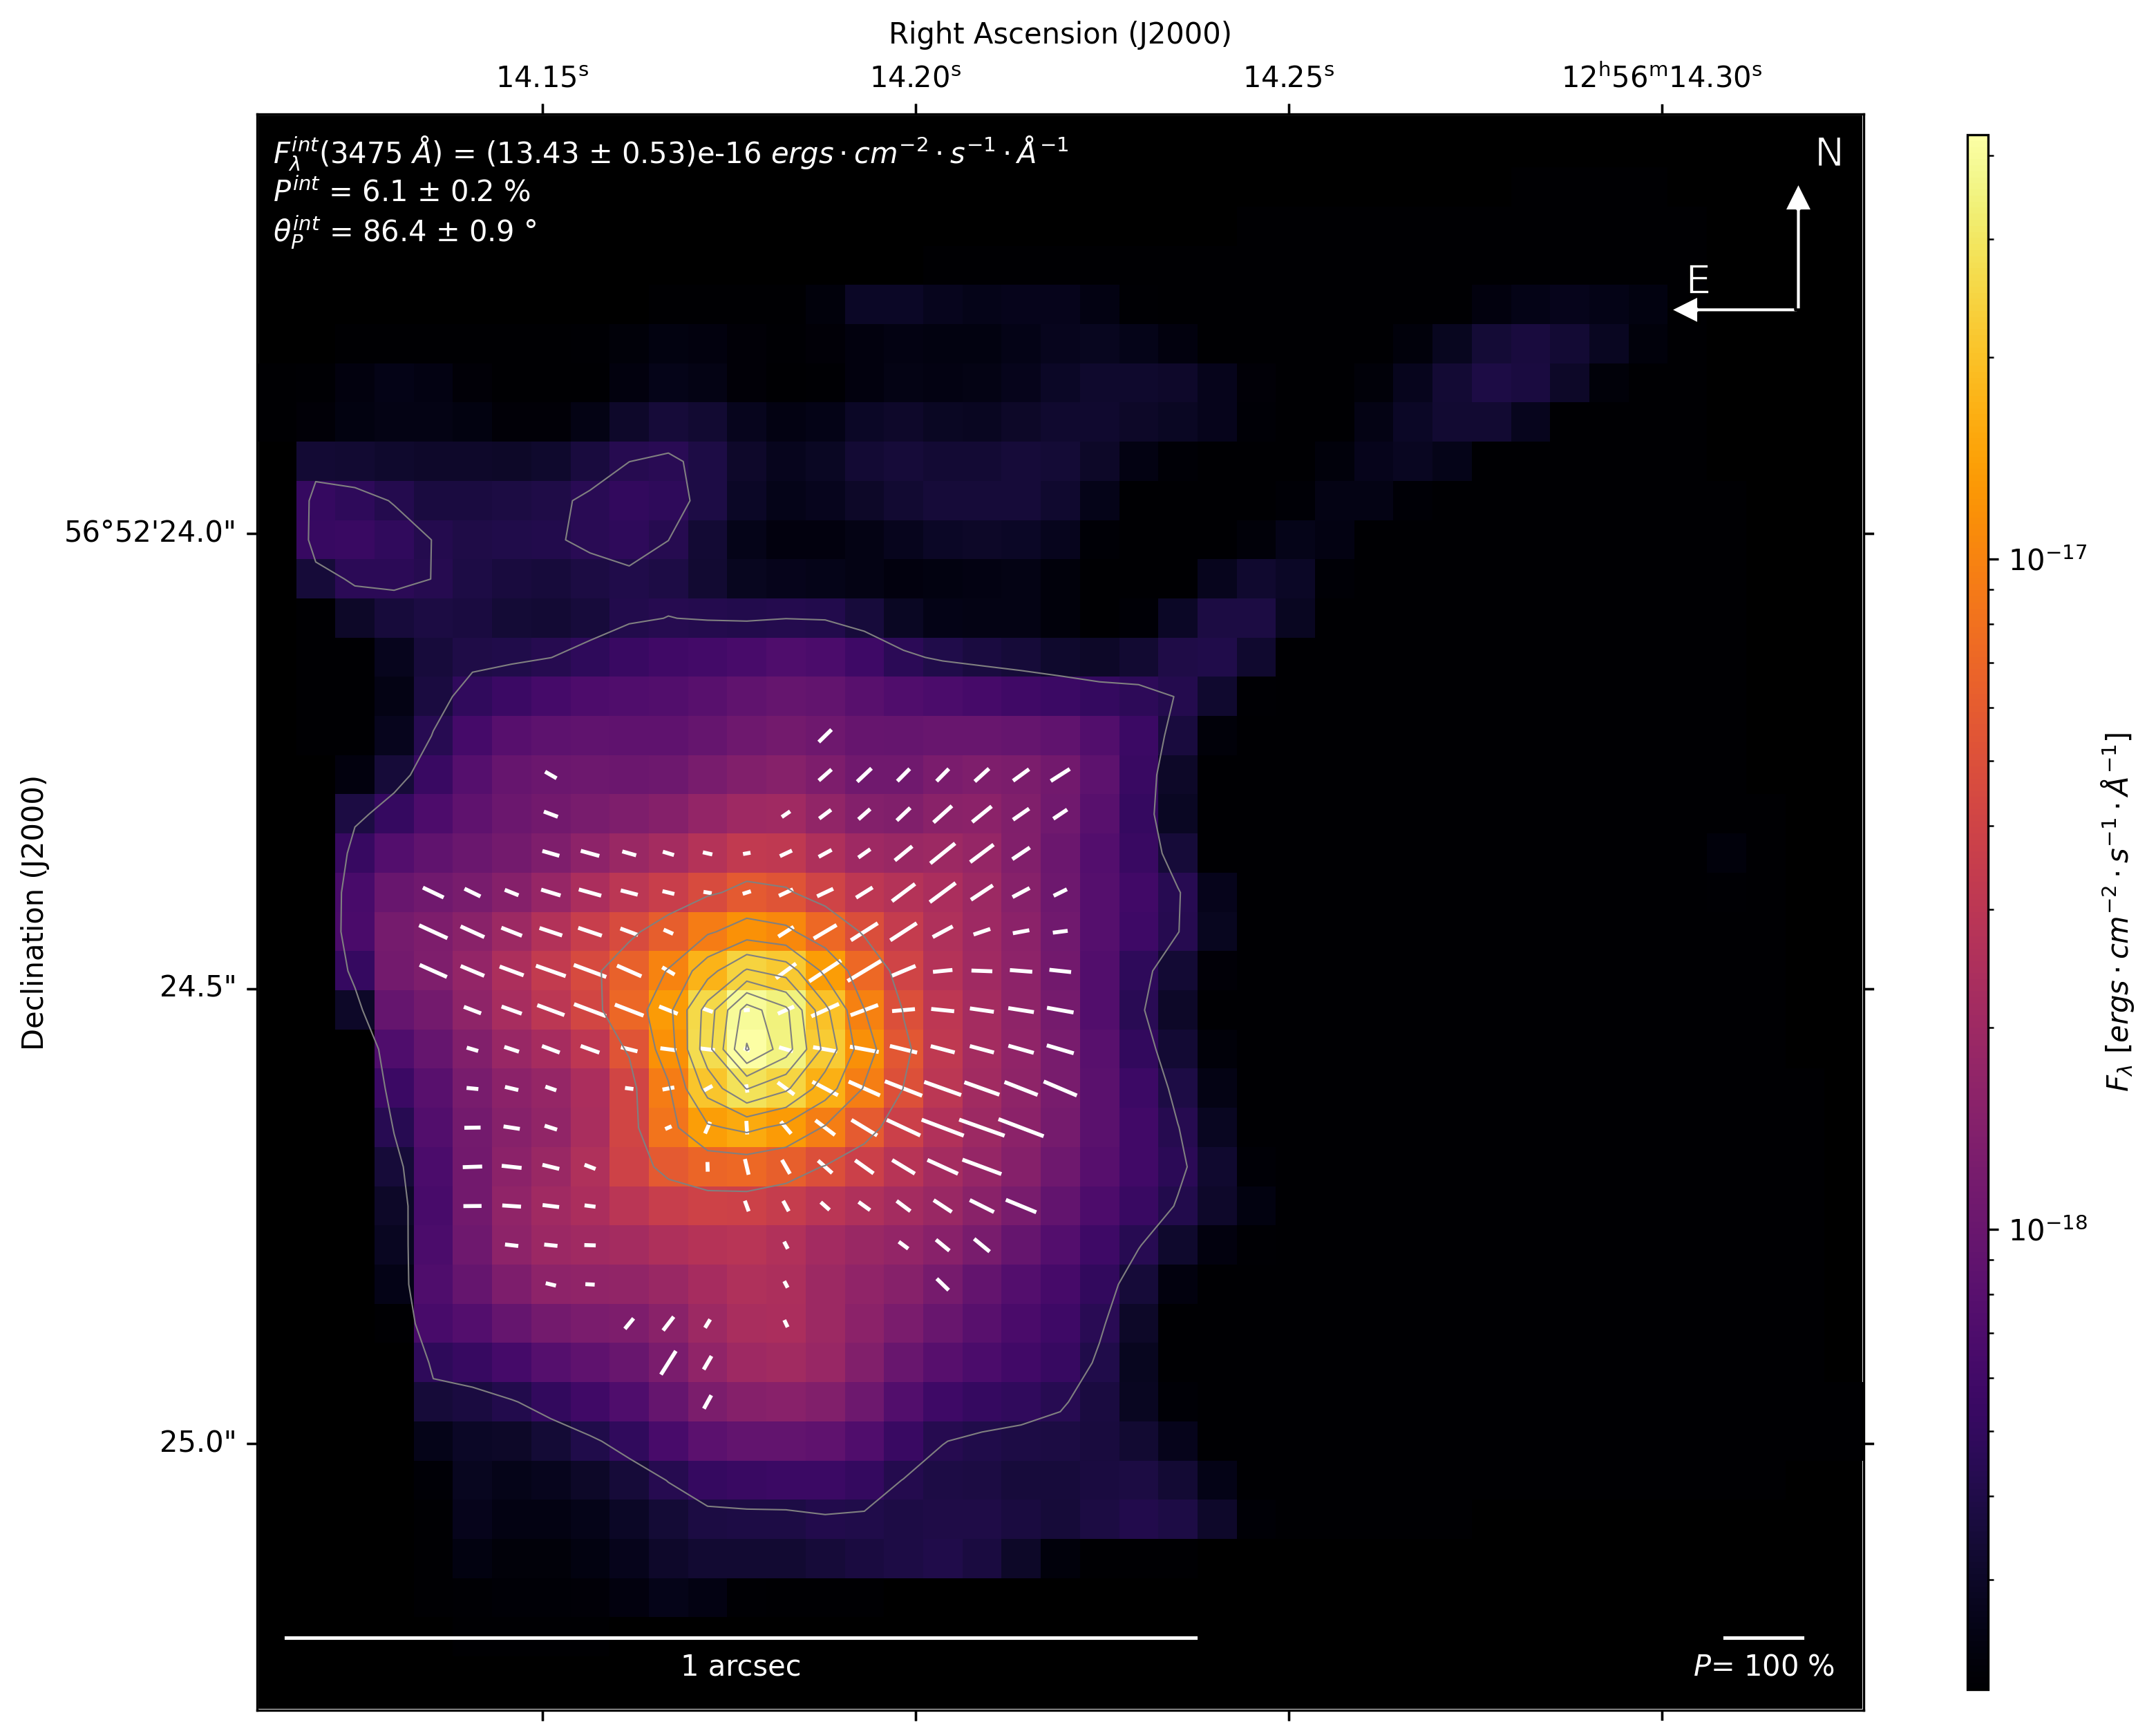 Right Ascension (J2000)
14.15ˢ 14.20ˢ 14.25ˢ 12ʰ56ᵐ14.30ˢ
F_λ^int(3475 Å) = (13.43 ± 0.53)e-16 ergs · cm⁻² · s⁻¹ · Å⁻¹
P^int = 6.1 ± 0.2 %
θ_P^int = 86.4 ± 0.9 °
N
E
56°52'24.0"
24.5"
25.0"
Declination (J2000)
1 arcsec
P= 100 %
10⁻¹⁷
10⁻¹⁸
F_λ [ergs · cm⁻² · s⁻¹ · Å⁻¹]